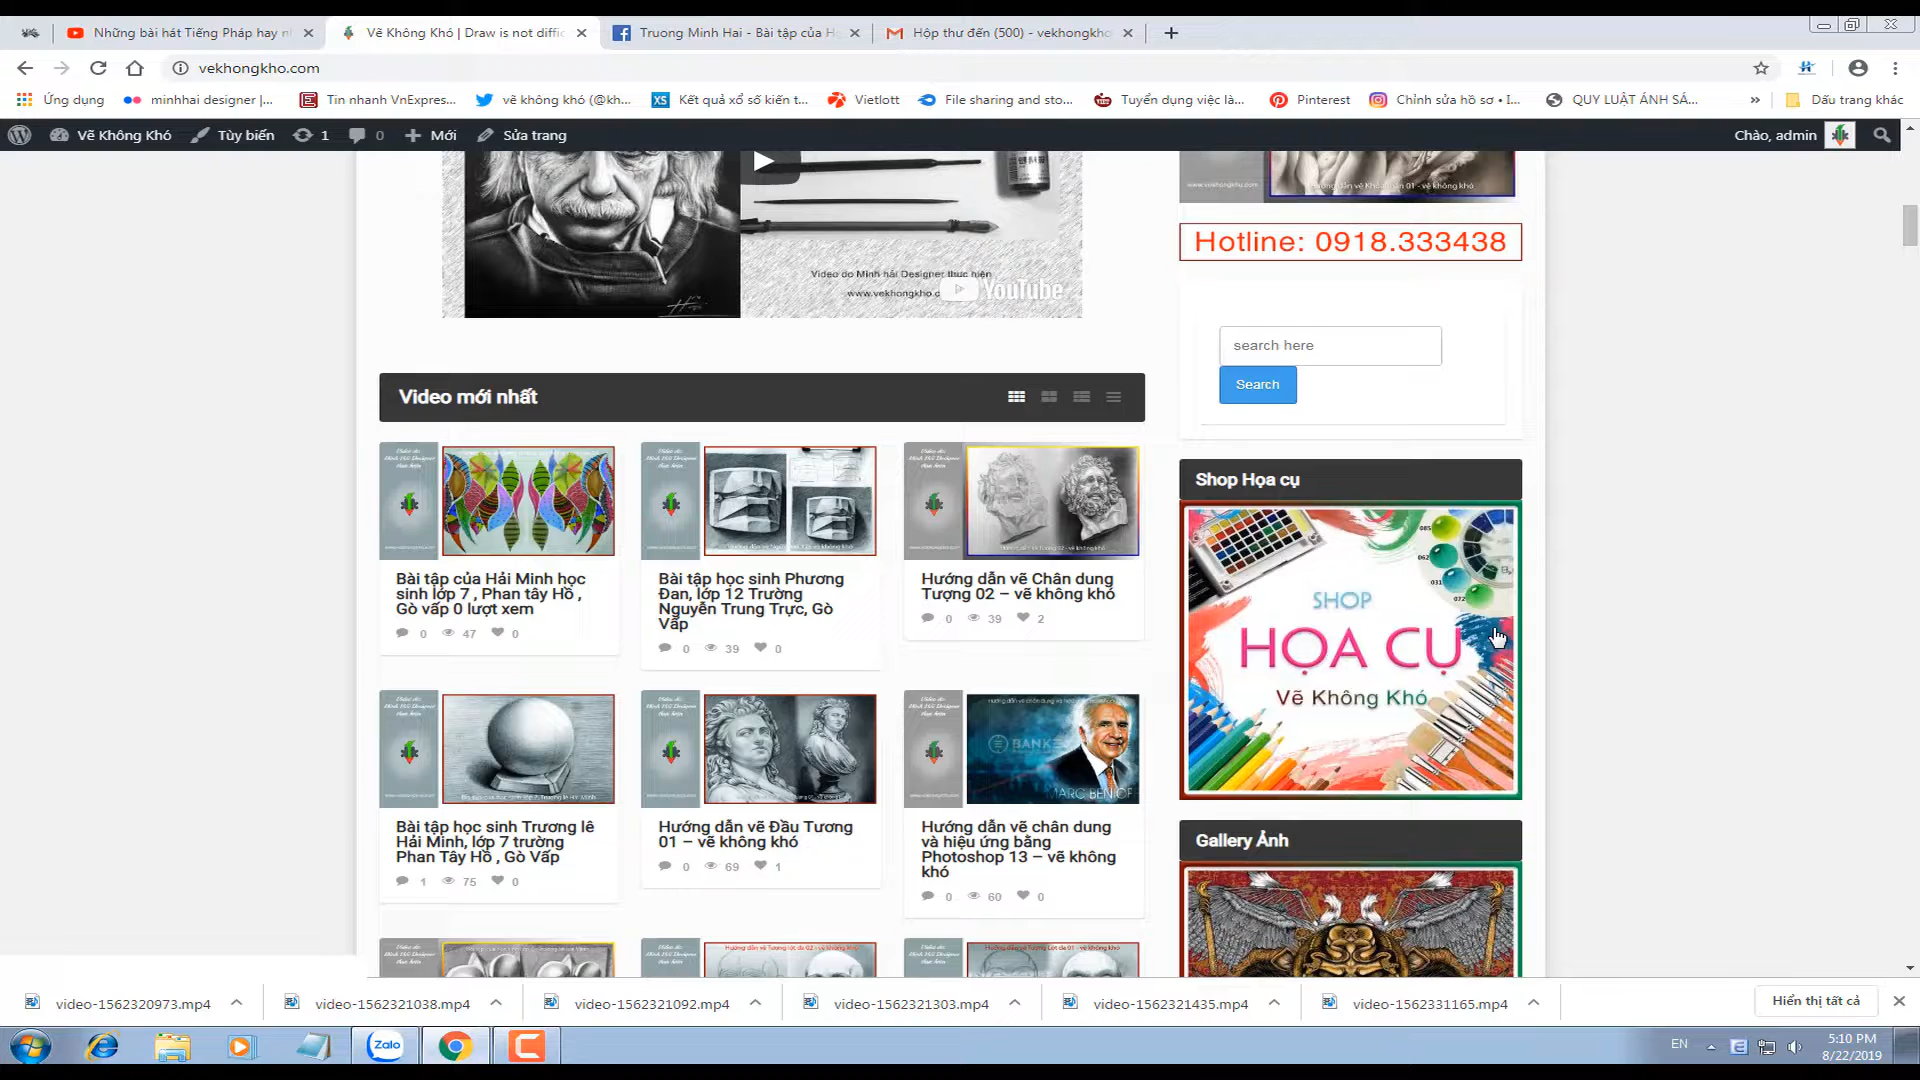 Những bài hát Tiếng Pháp hay n
Vẽ Không Khó | Draw is not diffic
Truong Minh Hai - Bài tập của H
Hộp thư đến (500) - vekhongkho
vekhongkho.com
Ứng dụng
minhhai designer |...
Tin nhanh VnExpres...
vẽ không khó (@kh...
Kết quả xổ số kiến t...
Vietlott
File sharing and sto...
Tuyển dụng việc là...
Pinterest
Chỉnh sửa hồ sơ • I...
QUY LUẬT ÁNH SÁ...
»
Dấu trang khác
Vẽ Không Khó
Tùy biến
1
0
Mới
Sửa trang
Chào, admin
Video do Minh hải Designer thực hiện
www.vekhongkho.c
YouTube
Hotline: 0918.333438
search here
Search
Video mới nhất
Bài tập của Hải Minh học
sinh lớp 7 , Phan tây Hồ ,
Gò vấp 0 lượt xem
0 47 0
Bài tập học sinh Phương
Đan, lớp 12 Trường
Nguyễn Trung Trực, Gò
Vấp
0 39 0
Hướng dẫn vẽ Chân dung
Tượng 02 – vẽ không khó
0 39 2
Bài tập học sinh Trương lê
Hải Minh, lớp 7 trường
Phan Tây Hồ , Gò Vấp
1 75 0
Hướng dẫn vẽ Đầu Tương
01 – vẽ không khó
0 69 1
BANK
MARC BENIOF
Hướng dẫn vẽ chân dung
và hiệu ứng bằng
Photoshop 13 – vẽ không
khó
0 60 0
Shop Họa cụ
085
062
031
072
SHOP
HỌA CỤ
Vẽ Không Khó
Gallery Ảnh
video-1562320973.mp4
video-1562321038.mp4
video-1562321092.mp4
video-1562321303.mp4
video-1562321435.mp4
video-1562331165.mp4
Hiển thị tất cả
Zalo
EN
5:10 PM
8/22/2019